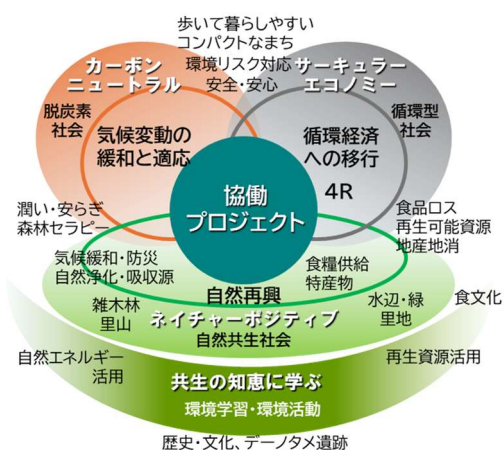 歩いて暮らしやすい
コンパクトなまち
環境リスク対応
安全・安心
カーボン
ニュートラル
サーキュラー
エコノミー
脱炭素
社会
気候変動の
緩和と適応
循環経済
への移行
4R
循環型
社会
協働
プロジェクト
潤い・安らぎ
森林セラピー
食品ロス
再生可能資源
地産地消
気候緩和・防災
自然浄化・吸収源
食糧供給
特産物
自然再興
ネイチャーポジティブ
自然共生社会
雑木林
里山
水辺・緑
里地
食文化
自然エネルギー
活用
再生資源活用
共生の知恵に学ぶ
環境学習・環境活動
歴史・文化、デーノタメ遺跡